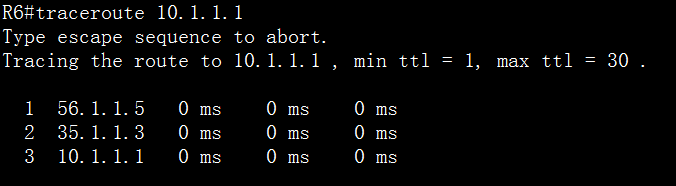 R6#traceroute 10.1.1.1
Type escape sequence to abort.
Tracing the route to 10.1.1.1 , min ttl = 1, max ttl = 30 .
1 56.1.1.5 0 ms 0 ms 0 ms
2 35.1.1.3 0 ms 0 ms 0 ms
3 10.1.1.1 0 ms 0 ms 0 ms